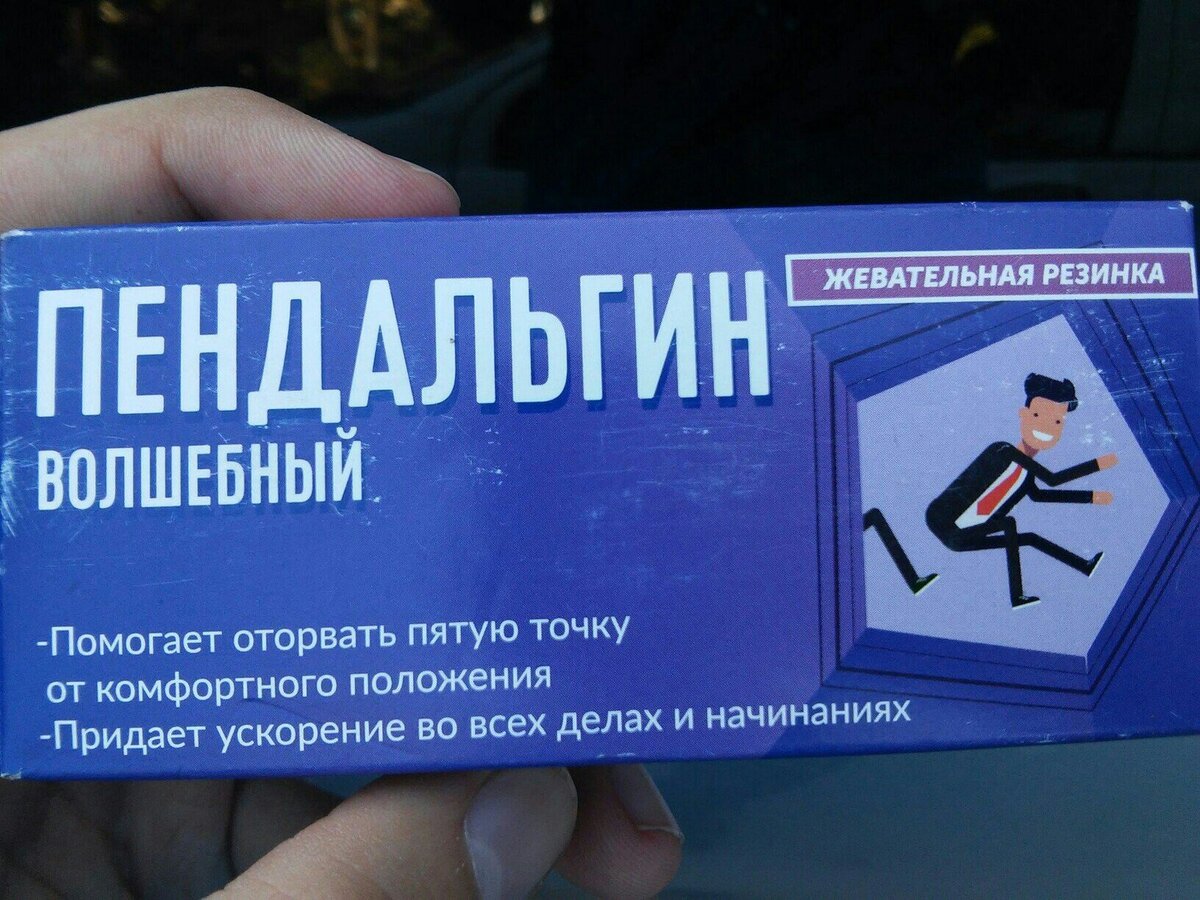 ПЕНДАЛЬГИН
ВОЛШЕБНЫЙ
ЖЕВАТЕЛЬНАЯ РЕЗИНКА
-Помогает оторвать пятую точку
от комфортного положения
-Придает ускорение во всех делах и начинаниях